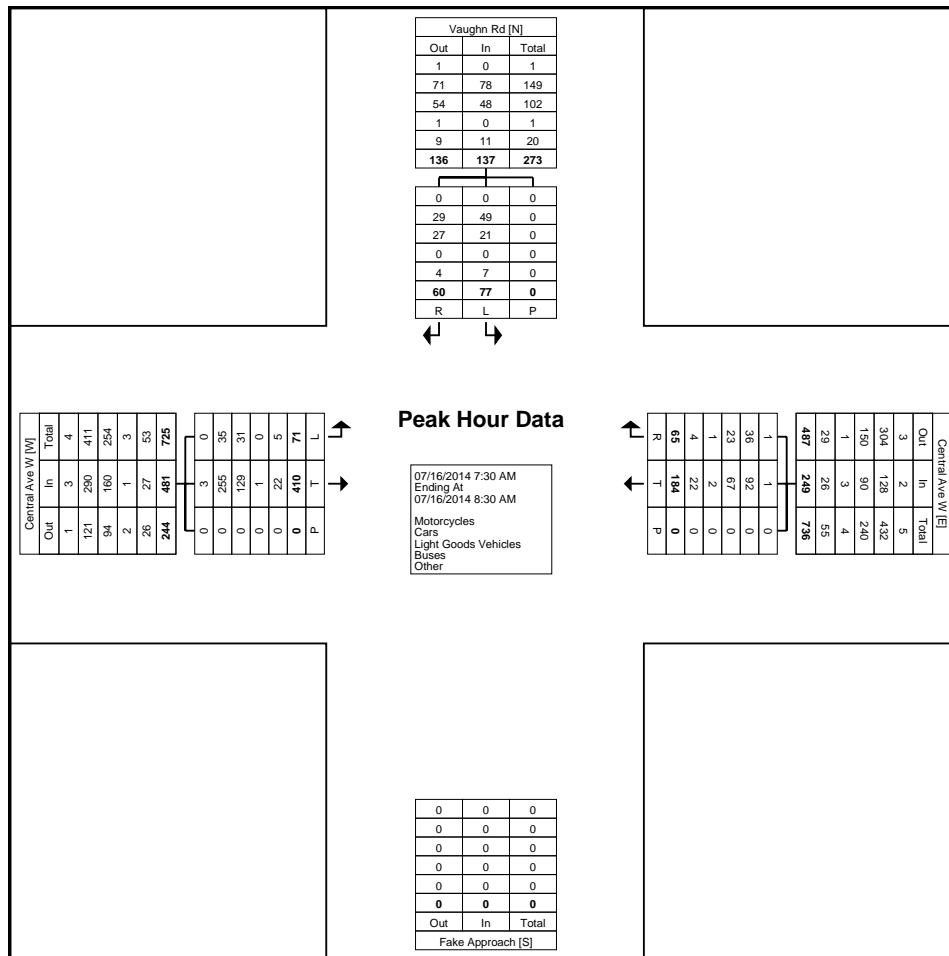 Vaughn Rd [N]
Out In Total
1 0 1
71 78 149
54 48 102
1 0 1
9 11 20
136 137 273
0 0 0
29 49 0
27 21 0
0 0 0
4 7 0
60 77 0
R L P
Central Ave W [W]
Total 4 411 254 3 53 725
In 3 290 160 1 27 481
Out 1 121 94 2 26 244
0 35 31 0 5 71 L
3 255 129 1 22 410 T
0 0 0 0 0 0 P
Peak Hour Data
07/16/2014 7:30 AM
Ending At
07/16/2014 8:30 AM
Motorcycles
Cars
Light Goods Vehicles
Buses
Other
R 65 4 1 23 36 1
T 184 22 2 67 92 1
P 0 0 0 0 0 0
487 29 1 150 304 3 Out
249 26 3 90 128 2 In
736 55 4 240 432 5 Total
Central Ave W [E]
0 0 0
0 0 0
0 0 0
0 0 0
0 0 0
0 0 0
Out In Total
Fake Approach [S]